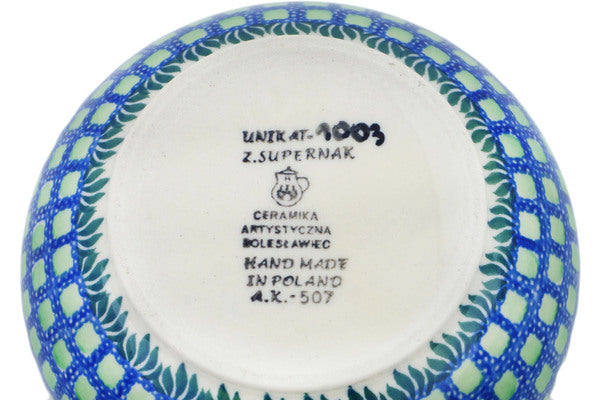 UNIKAT-1003
Z.SUPERNAK
CERAMIKA
ARTYSTYCZNA
BOLESŁAWIEC
HAND MADE
IN POLAND
A.K.-507